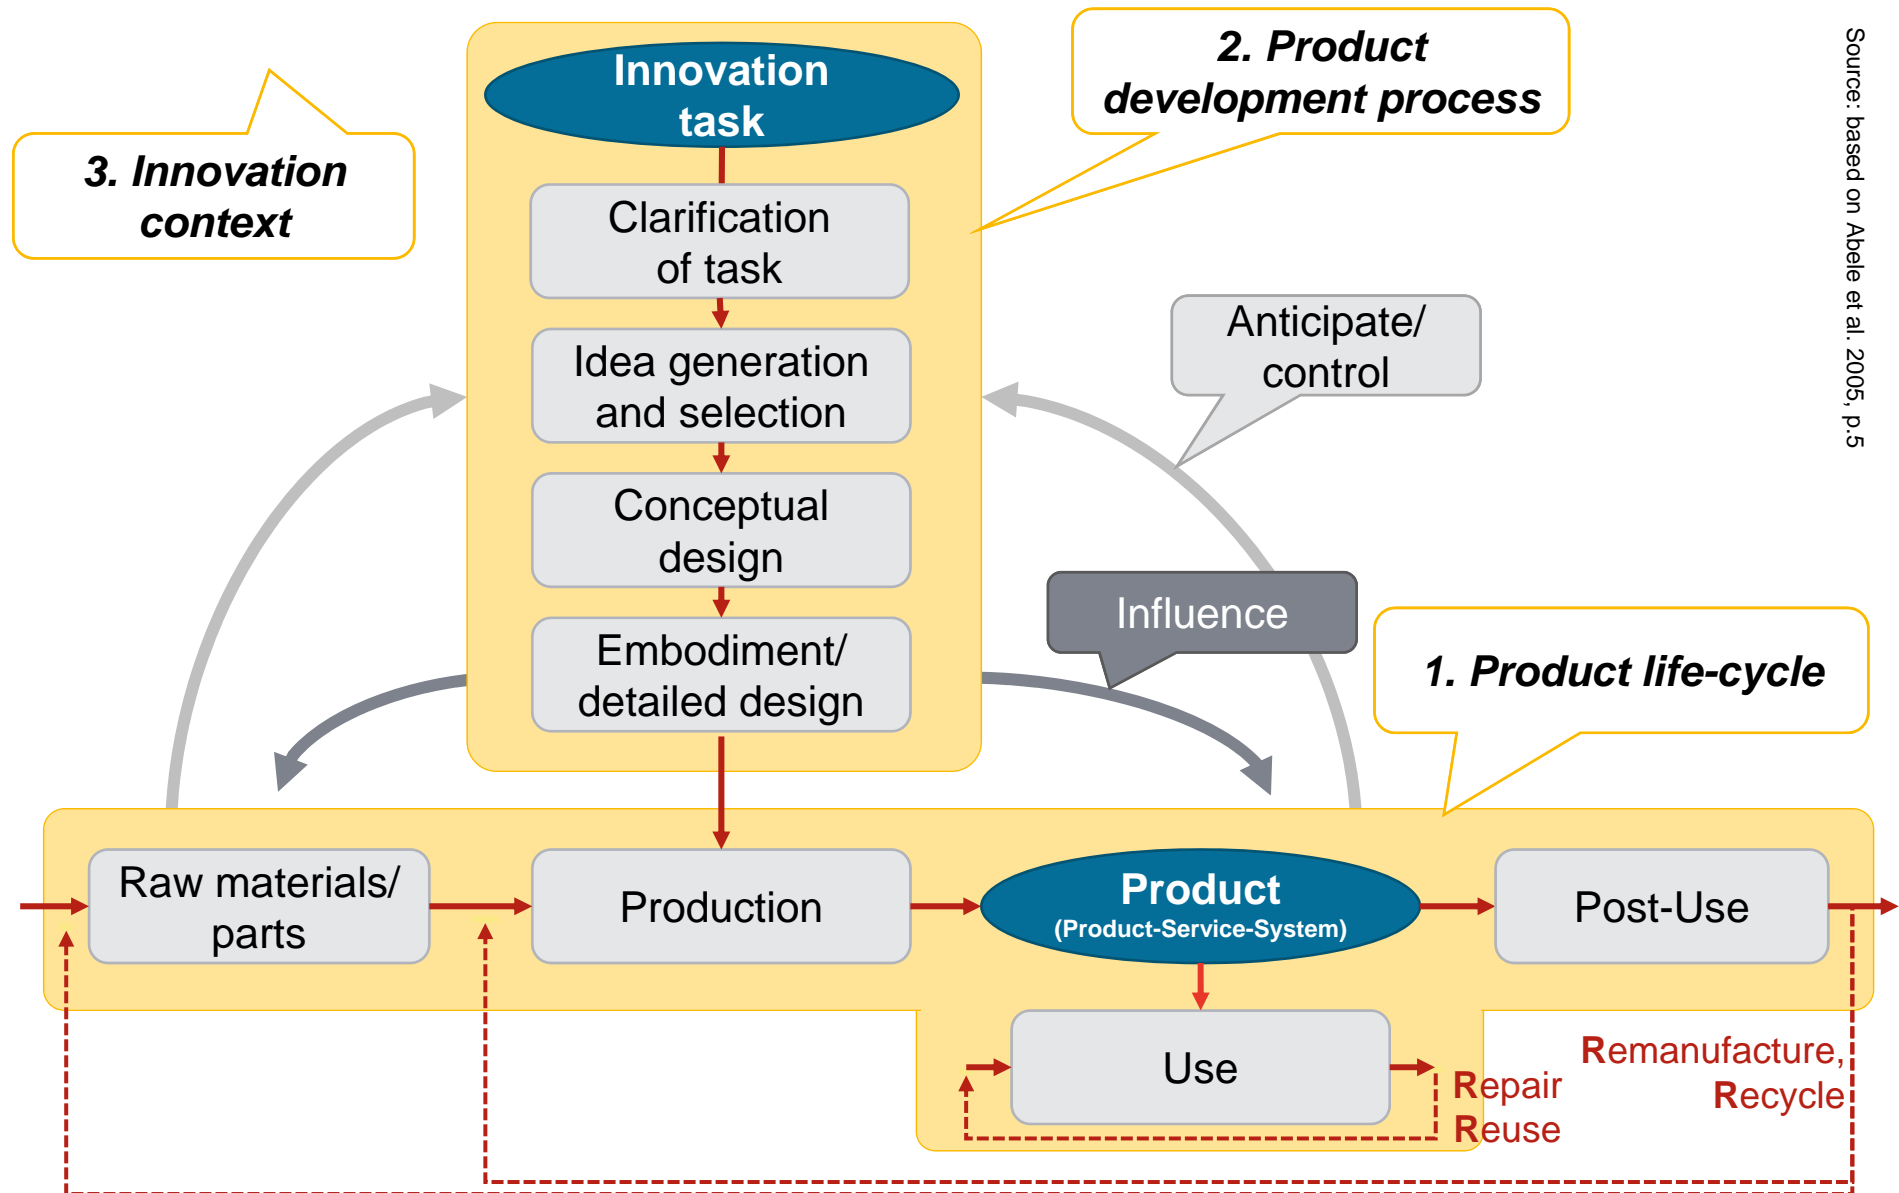 Innovation
task
2. Product
development process
3. Innovation
context
Source: based on Abele et al. 2005, p.5
Clarification
of task
Anticipate/
control
Idea generation
and selection
Conceptual
design
Influence
Embodiment/
detailed design
1. Product life-cycle
Raw materials/
parts
Production
Product
(Product-Service-System)
Post-Use
Use
Repair
Reuse
Remanufacture,
Recycle